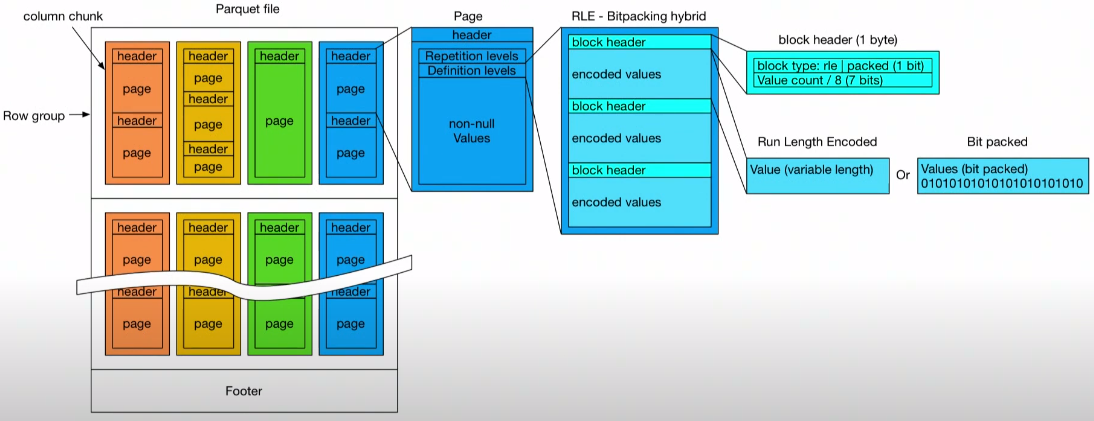 Parquet file
column chunk
Row group
header
page
header
page
header
page
header
page
header
page
header
page
header
page
header
page
header
page
header
page
header
page
header
page
header
page
header
page
header
page
header
page
Footer
Page
header
Repetition levels
Definition levels
non-null
Values
RLE - Bitpacking hybrid
block header
encoded values
block header
encoded values
block header
encoded values
block header (1 byte)
block type: rle | packed (1 bit)
Value count / 8 (7 bits)
Run Length Encoded
Value (variable length)
Or
Bit packed
Values (bit packed)
01010101010101010101010